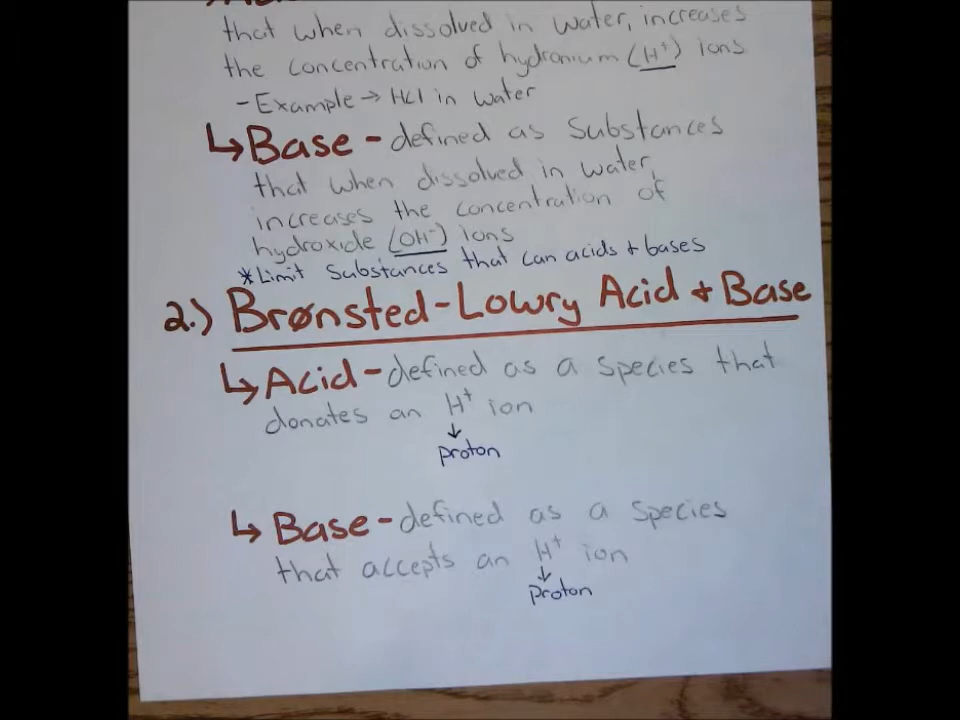 that when dissolved in water, increases
the concentration of hydronium (H⁺) ions
- Example → HCl in water
↳ Base - defined as substances
that when dissolved in water,
increases the concentration of
hydroxide (OH⁻) ions
*Limit substances that can acids + bases
2.) Brønsted-Lowry Acid + Base
↳ Acid - defined as a species that
donates an H⁺ ion
↓
proton
↳ Base - defined as a species
that accepts an H⁺ ion
↓
proton